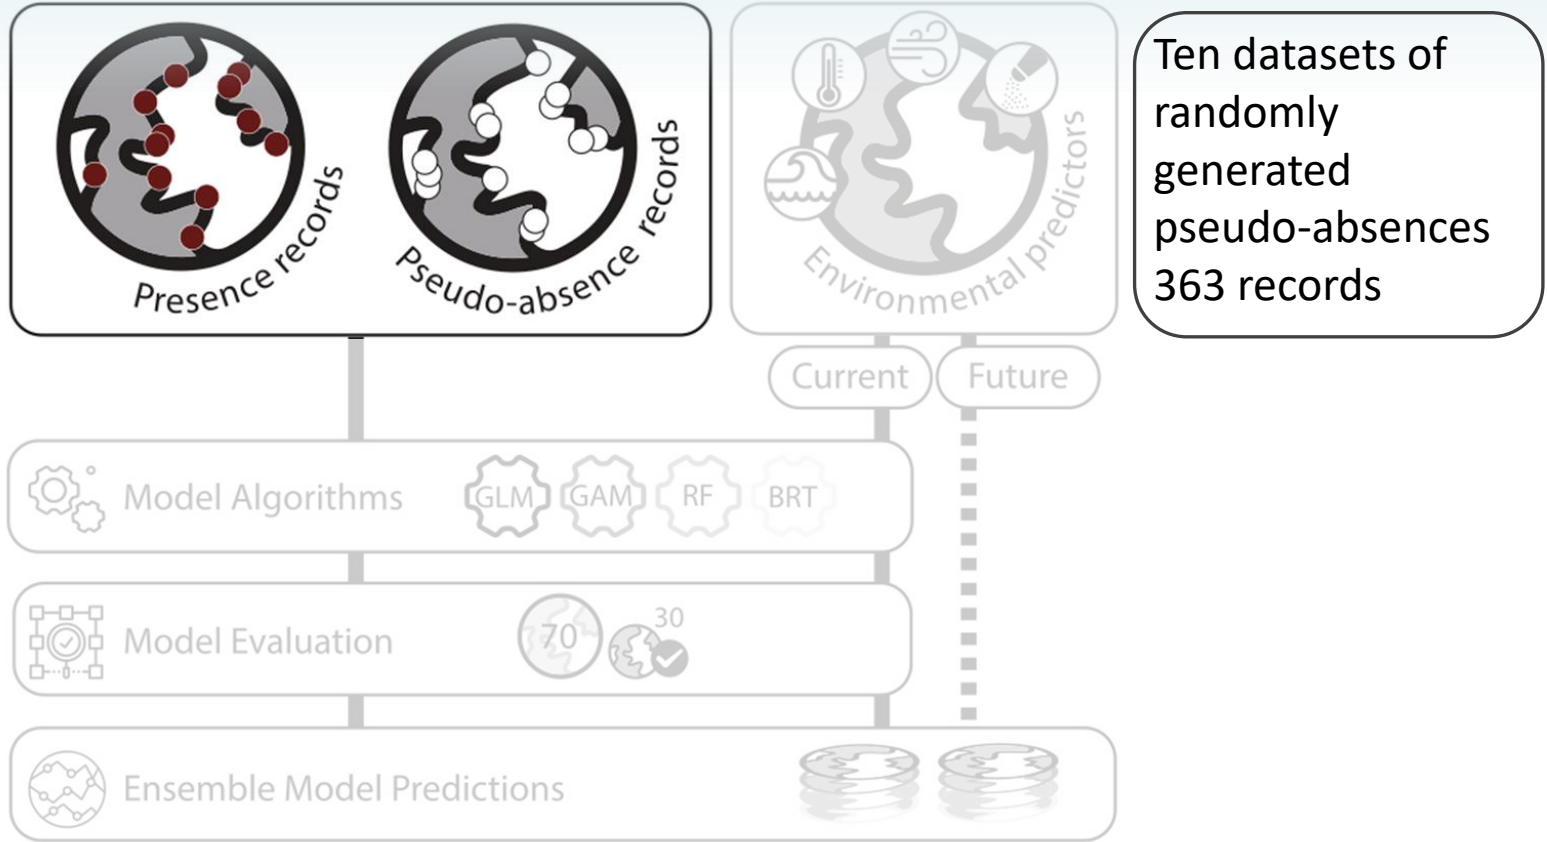 Presence records
Pseudo-absence records
Environmental predictors
Ten datasets of
randomly
generated
pseudo-absences
363 records
Current
Future
Model Algorithms
GLM
GAM
RF
BRT
Model Evaluation
70
30
Ensemble Model Predictions